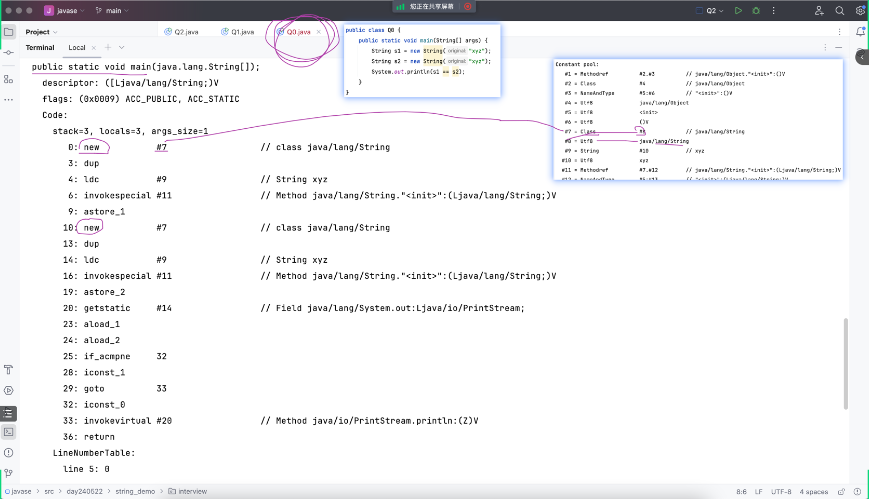 javase
main
您正在共享屏幕
Q2
Project
Q2.java
Q1.java
Q0.java
Terminal
Local
public class Q0 {
public static void main(String[] args) {
String s1 = new String( original: "xyz");
String s2 = new String( original: "xyz");
System.out.println(s1 == s2);
}
}
Constant pool:
#1 = Methodref #2.#3 // java/lang/Object."<init>":()V
#2 = Class #4 // java/lang/Object
#3 = NameAndType #5:#6 // "<init>":()V
#4 = Utf8 java/lang/Object
#5 = Utf8 <init>
#6 = Utf8 ()V
#7 = Class #8 // java/lang/String
#8 = Utf8 java/lang/String
#9 = String #10 // xyz
#10 = Utf8 xyz
#11 = Methodref #7.#12 // java/lang/String."<init>":(Ljava/lang/String;)V
public static void main(java.lang.String[]);
descriptor: ([Ljava/lang/String;)V
flags: (0x0009) ACC_PUBLIC, ACC_STATIC
Code:
stack=3, locals=3, args_size=1
0: new #7 // class java/lang/String
3: dup
4: ldc #9 // String xyz
6: invokespecial #11 // Method java/lang/String."<init>":(Ljava/lang/String;)V
9: astore_1
10: new #7 // class java/lang/String
13: dup
14: ldc #9 // String xyz
16: invokespecial #11 // Method java/lang/String."<init>":(Ljava/lang/String;)V
19: astore_2
20: getstatic #14 // Field java/lang/System.out:Ljava/io/PrintStream;
23: aload_1
24: aload_2
25: if_acmpne 32
28: iconst_1
29: goto 33
32: iconst_0
33: invokevirtual #20 // Method java/io/PrintStream.println:(Z)V
36: return
LineNumberTable:
line 5: 0
javase > src > day240522 > string_demo > interview
8:6 LF UTF-8 4 spaces